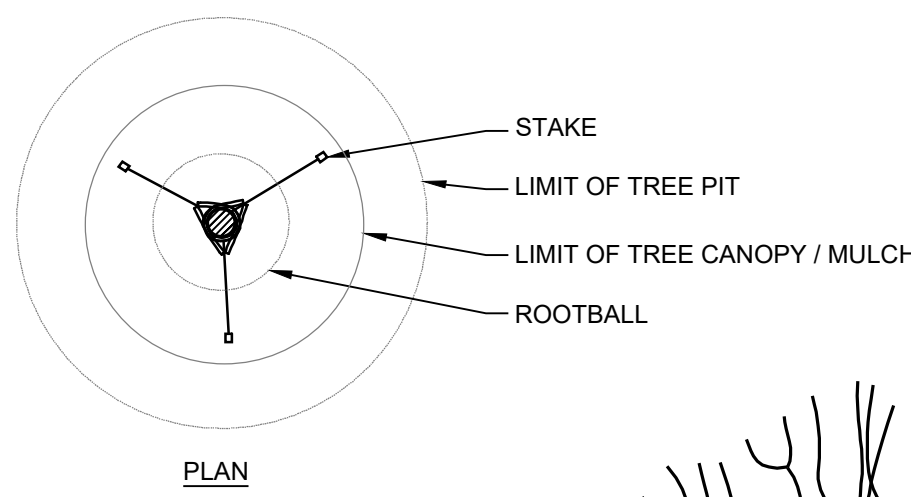 STAKE
LIMIT OF TREE PIT
LIMIT OF TREE CANOPY / MULCH
ROOTBALL
PLAN